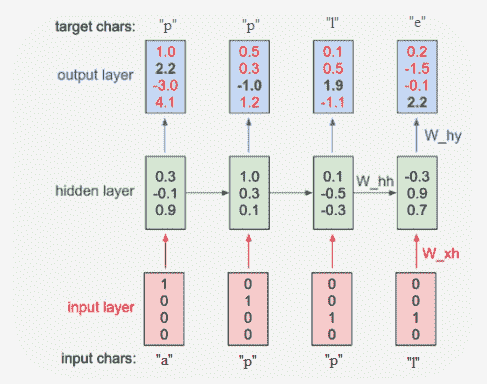 target chars: "p" "p" "l" "e"
1.0 0.5 0.1 0.2
output layer 2.2 0.3 0.5 -1.5
-3.0 -1.0 1.9 -0.1
4.1 1.2 -1.1 2.2
W_hy
0.3 1.0 0.1 W_hh -0.3
hidden layer -0.1 0.3 -0.5 0.9
0.9 0.1 -0.3 0.7
W_xh
1 0 0 0
input layer 0 1 0 0
0 0 1 1
0 0 0 0
input chars: "a" "p" "p" "l"